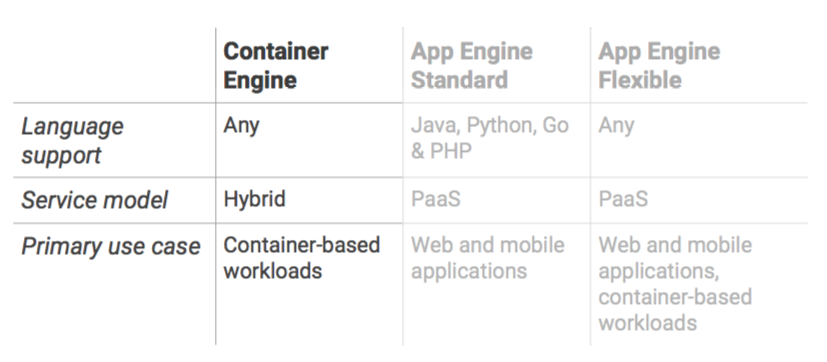 Container Engine
App Engine Standard
App Engine Flexible
Language support
Any
Java, Python, Go & PHP
Any
Service model
Hybrid
PaaS
PaaS
Primary use case
Container-based workloads
Web and mobile applications
Web and mobile applications, container-based workloads